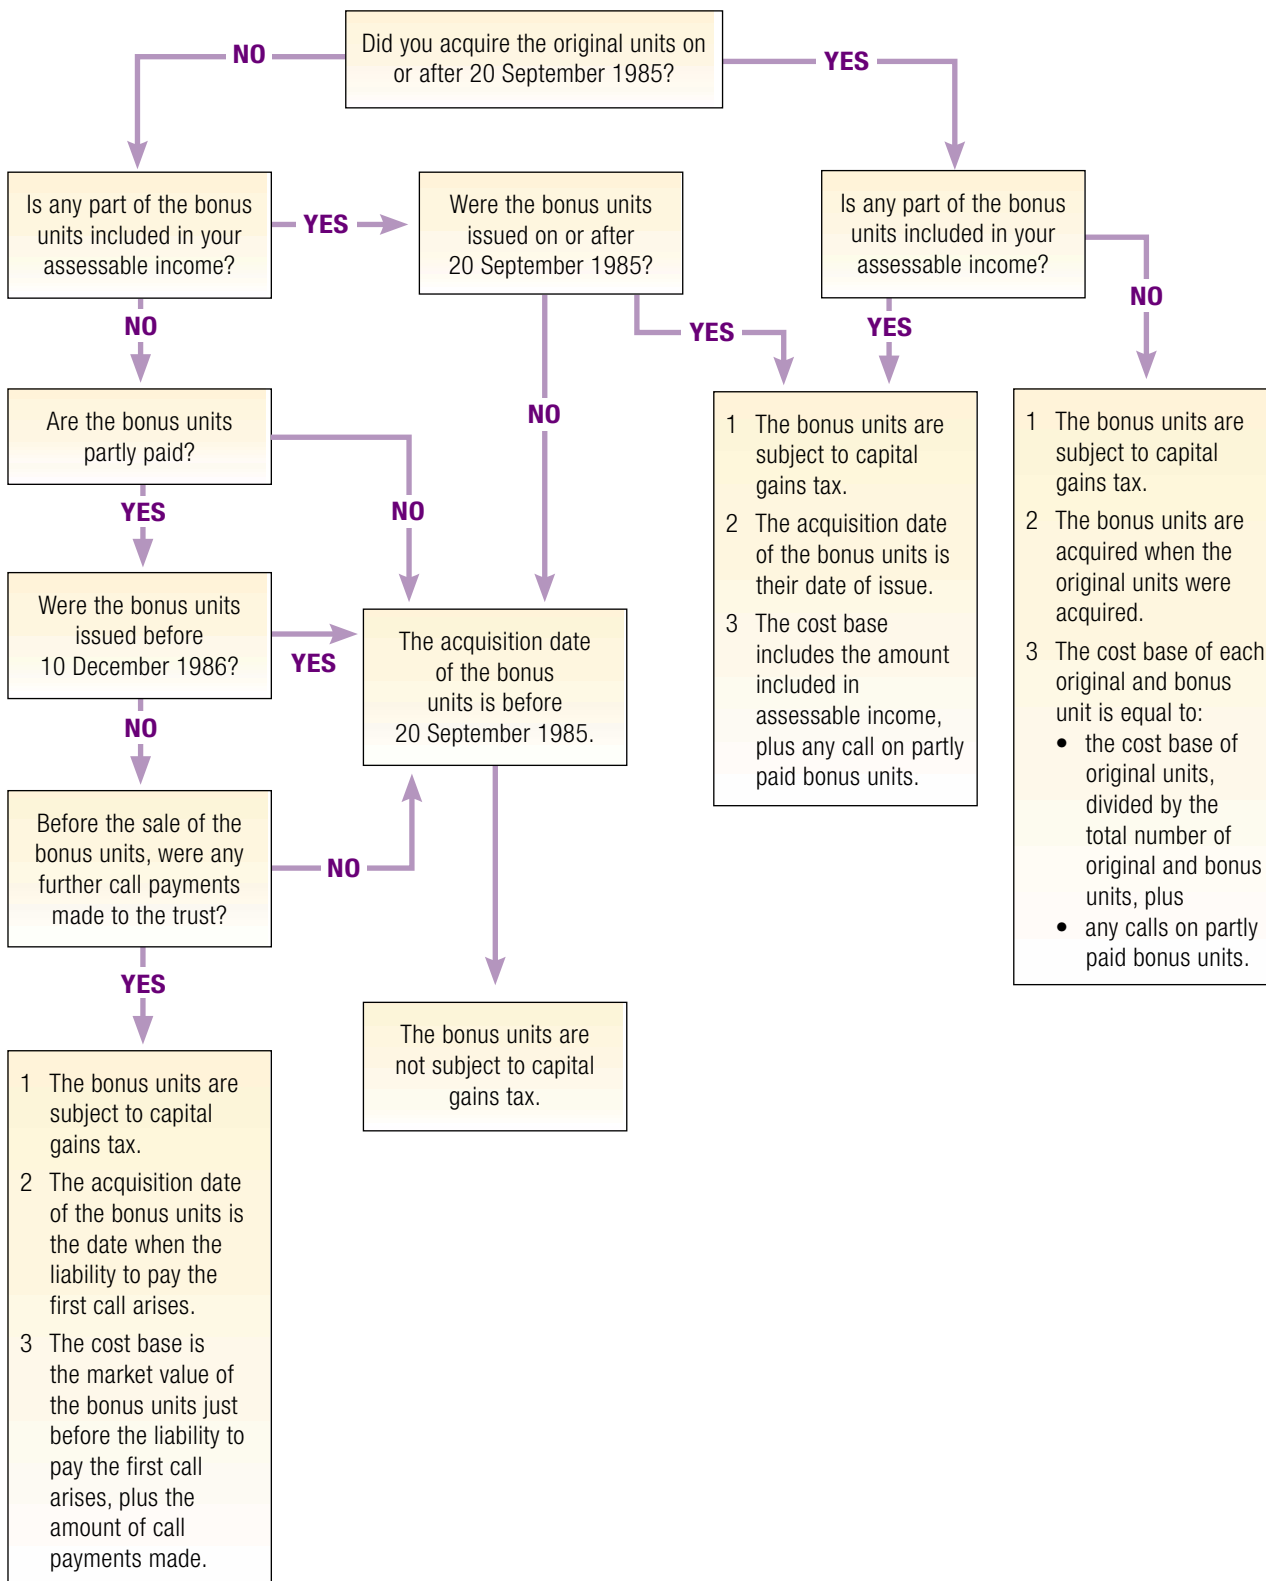 Did you acquire the original units on
or after 20 September 1985?
NO
YES
Is any part of the bonus
units included in your
assessable income?
YES
Were the bonus units
issued on or after
20 September 1985?
Is any part of the bonus
units included in your
assessable income?
NO
YES
YES
NO
Are the bonus units
partly paid?
NO
NO
YES
1 The bonus units are
subject to capital
gains tax.
2 The acquisition date
of the bonus units is
their date of issue.
3 The cost base
includes the amount
included in
assessable income,
plus any call on partly
paid bonus units.
1 The bonus units are
subject to capital
gains tax.
2 The bonus units are
acquired when the
original units were
acquired.
3 The cost base of each
original and bonus
unit is equal to:
• the cost base of
original units,
divided by the
total number of
original and bonus
units, plus
• any calls on partly
paid bonus units.
Were the bonus units
issued before
10 December 1986?
YES
The acquisition date
of the bonus
units is before
20 September 1985.
NO
Before the sale of the
bonus units, were any
further call payments
made to the trust?
NO
YES
The bonus units are
not subject to capital
gains tax.
1 The bonus units are
subject to capital
gains tax.
2 The acquisition date
of the bonus units is
the date when the
liability to pay the
first call arises.
3 The cost base is
the market value of
the bonus units just
before the liability to
pay the first call
arises, plus the
amount of call
payments made.